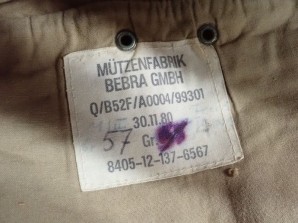 MÜTZENFABRIK
BEBRA GMBH
Q/B52F/A0004/99301
30.11.80
57 Gr
8405-12-137-6567